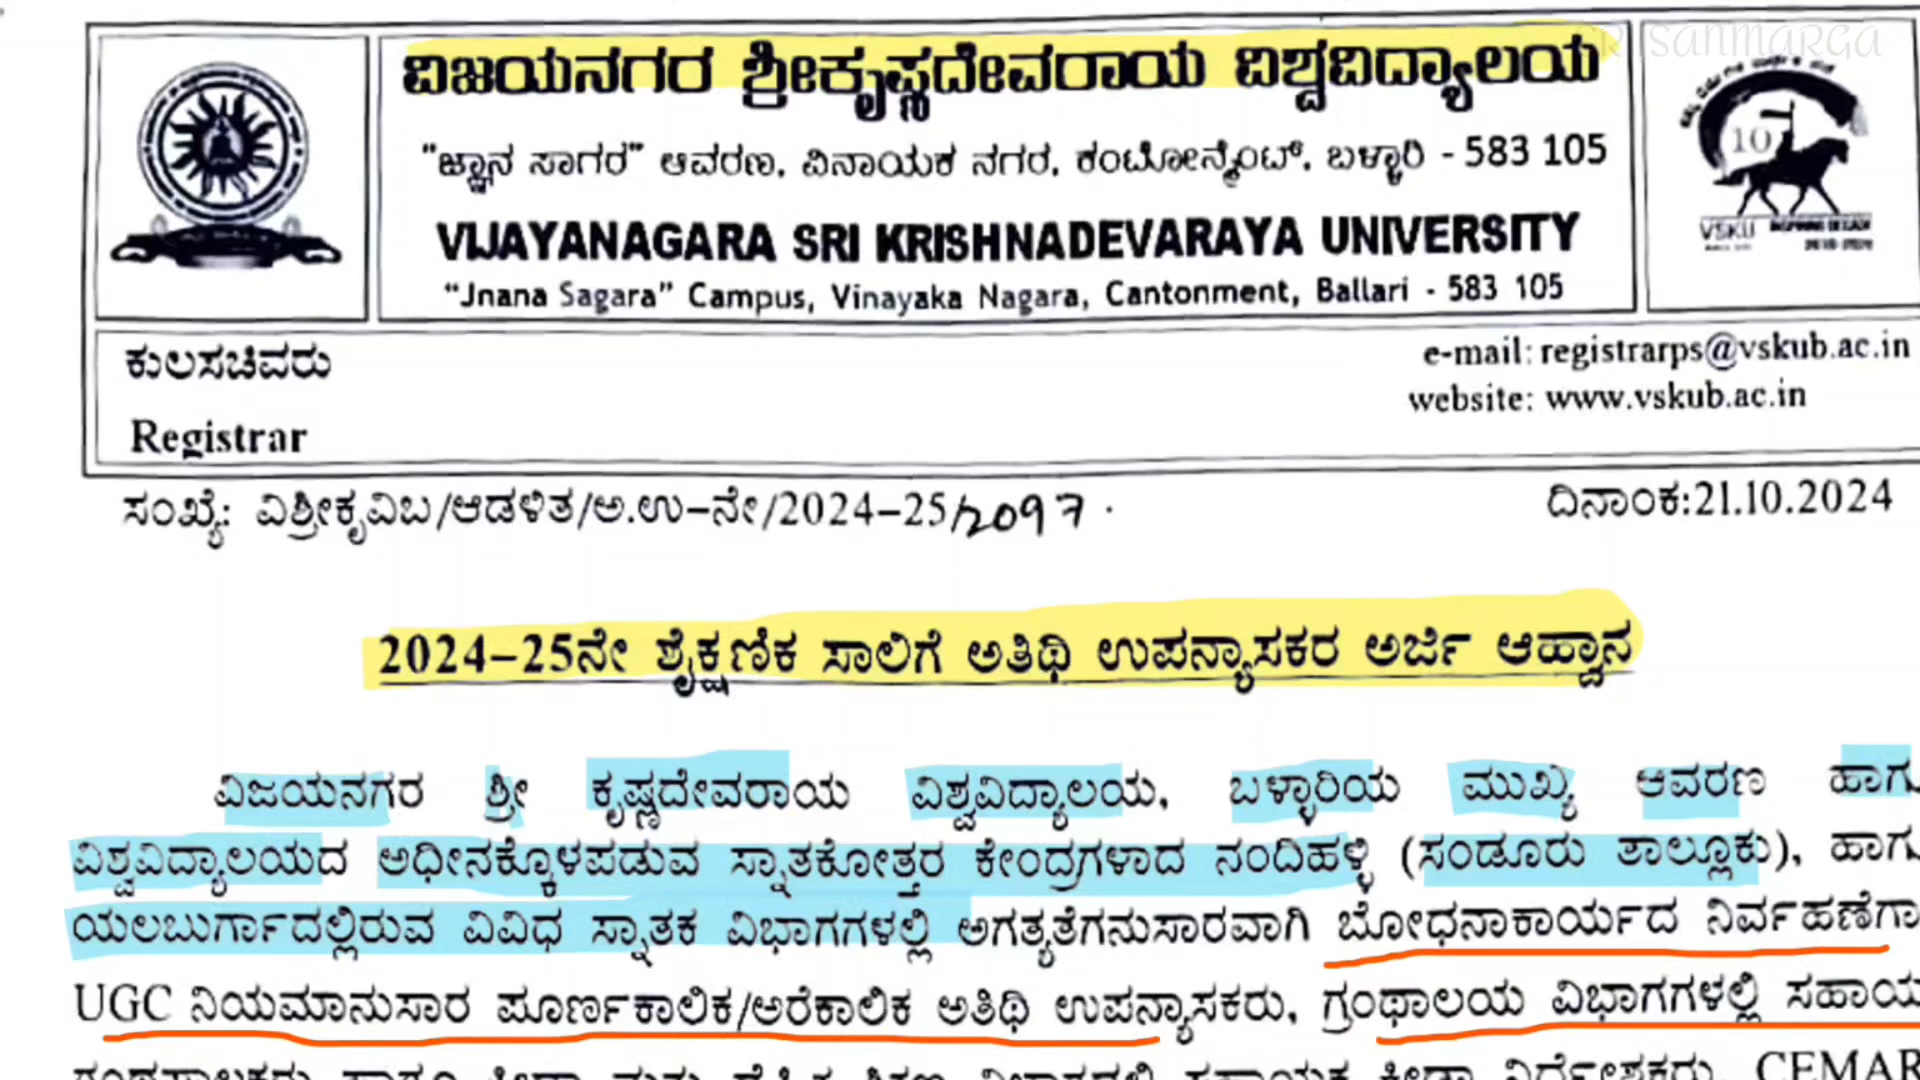 SANMARGA
ವಿಜಯನಗರ ಶ್ರೀಕೃಷ್ಣದೇವರಾಯ ವಿಶ್ವವಿದ್ಯಾಲಯ
"ಜ್ಞಾನ ಸಾಗರ" ಆವರಣ, ವಿನಾಯಕ ನಗರ, ಕಂಟೋನ್ಮೆಂಟ್, ಬಳ್ಳಾರಿ - 583 105
VIJAYANAGARA SRI KRISHNADEVARAYA UNIVERSITY
"Jnana Sagara" Campus, Vinayaka Nagara, Cantonment, Ballari - 583 105
10
VSKU
ಕುಲಸಚಿವರು
e-mail: registrarps@vskub.ac.in
website: www.vskub.ac.in
Registrar
ಸಂಖ್ಯೆ: ವಿಶ್ರೀಕೃವಿಬ/ಆಡಳಿತ/ಅ.ಉ-ನೇ/2024-25/2097
ದಿನಾಂಕ:21.10.2024
2024-25ನೇ ಶೈಕ್ಷಣಿಕ ಸಾಲಿಗೆ ಅತಿಥಿ ಉಪನ್ಯಾಸಕರ ಅರ್ಜಿ ಆಹ್ವಾನ
ವಿಜಯನಗರ ಶ್ರೀ ಕೃಷ್ಣದೇವರಾಯ ವಿಶ್ವವಿದ್ಯಾಲಯ, ಬಳ್ಳಾರಿಯ ಮುಖ್ಯ ಆವರಣ ಹಾಗು
ವಿಶ್ವವಿದ್ಯಾಲಯದ ಅಧೀನಕ್ಕೊಳಪಡುವ ಸ್ನಾತಕೋತ್ತರ ಕೇಂದ್ರಗಳಾದ ನಂದಿಹಳ್ಳಿ (ಸಂಡೂರು ತಾಲ್ಲೂಕು), ಹಾಗು
ಯಲಬುರ್ಗಾದಲ್ಲಿರುವ ವಿವಿಧ ಸ್ನಾತಕ ವಿಭಾಗಗಳಲ್ಲಿ ಅಗತ್ಯತೆಗನುಸಾರವಾಗಿ ಬೋಧನಾಕಾರ್ಯದ ನಿರ್ವಹಣೆಗಾ
UGC ನಿಯಮಾನುಸಾರ ಪೂರ್ಣಕಾಲಿಕ/ಅರೆಕಾಲಿಕ ಅತಿಥಿ ಉಪನ್ಯಾಸಕರು, ಗ್ರಂಥಾಲಯ ವಿಭಾಗಗಳಲ್ಲಿ ಸಹಾಯ
CEMAR